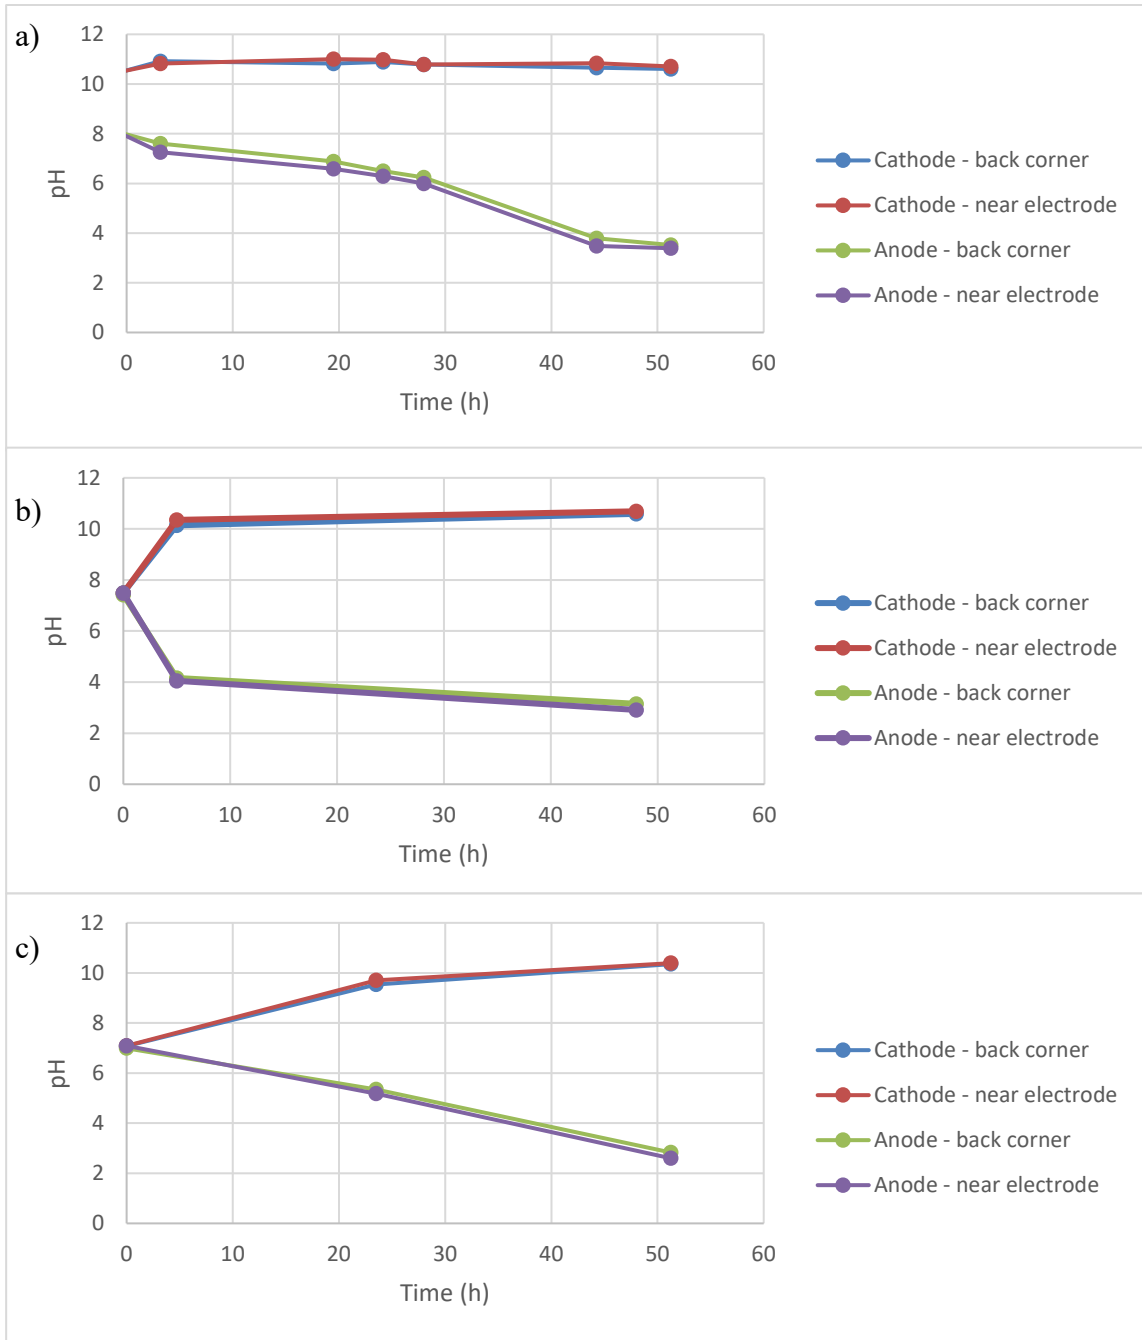 a)
12
10
8
6
4
2
0
pH
0 10 20 30 40 50 60
Time (h)
Cathode - back corner
Cathode - near electrode
Anode - back corner
Anode - near electrode
b)
12
10
8
6
4
2
0
pH
0 10 20 30 40 50 60
Time (h)
Cathode - back corner
Cathode - near electrode
Anode - back corner
Anode - near electrode
c)
12
10
8
6
4
2
0
pH
0 10 20 30 40 50 60
Time (h)
Cathode - back corner
Cathode - near electrode
Anode - back corner
Anode - near electrode